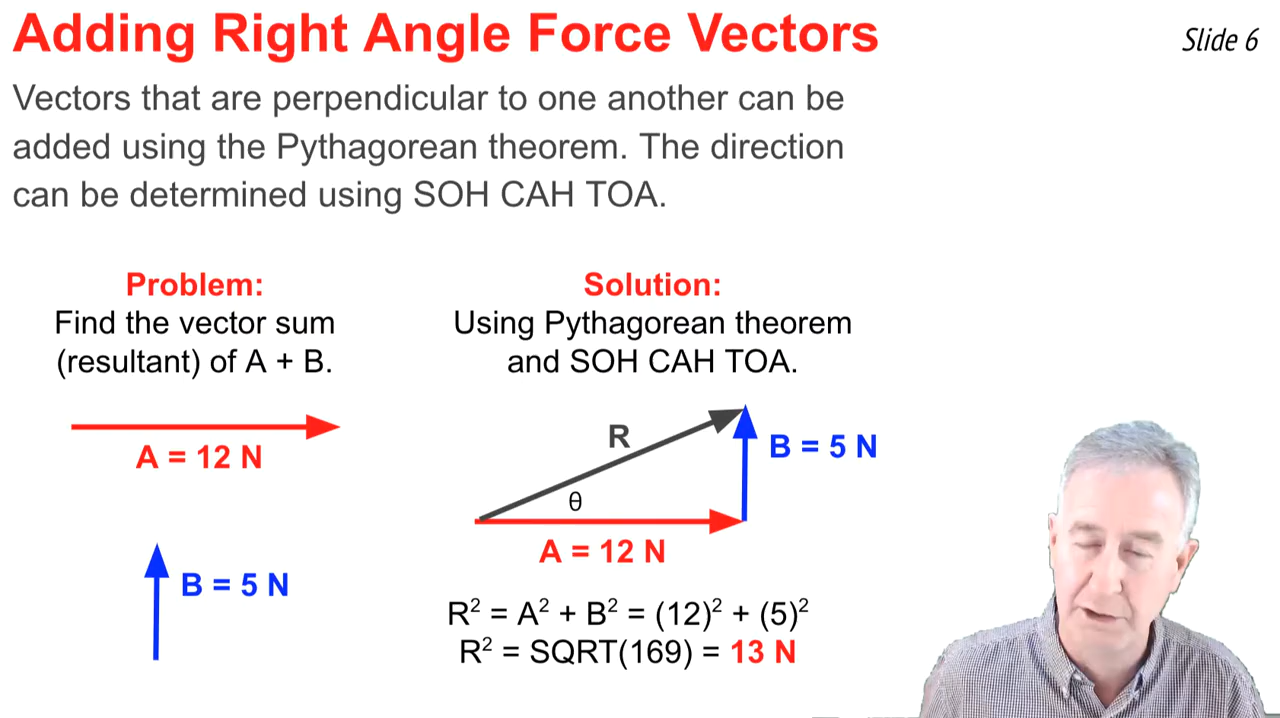 Adding Right Angle Force Vectors
Slide 6
Vectors that are perpendicular to one another can be
added using the Pythagorean theorem. The direction
can be determined using SOH CAH TOA.
Problem:
Find the vector sum
(resultant) of A + B.
A = 12 N
B = 5 N
Solution:
Using Pythagorean theorem
and SOH CAH TOA.
R
B = 5 N
θ
A = 12 N
R² = A² + B² = (12)² + (5)²
R² = SQRT(169) = 13 N